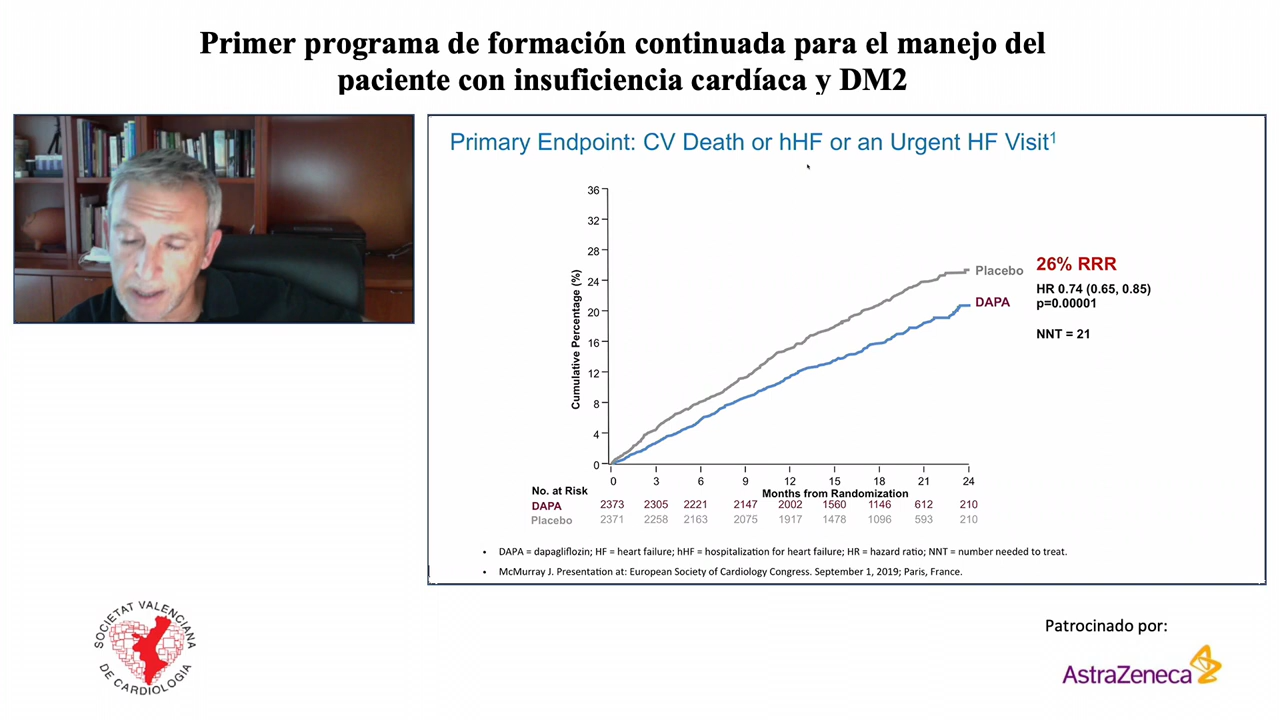 Primer programa de formación continuada para el manejo del
paciente con insuficiencia cardíaca y DM2
Primary Endpoint: CV Death or hHF or an Urgent HF Visit1
Cumulative Percentage (%)
36
32
28
24
20
16
12
8
4
0
Placebo
DAPA
26% RRR
HR 0.74 (0.65, 0.85)
p=0.00001
NNT = 21
0 3 6 9 12 15 18 21 24
Months from Randomization
No. at Risk
DAPA 2373 2305 2221 2147 2002 1560 1146 612 210
Placebo 2371 2258 2163 2075 1917 1478 1096 593 210
• DAPA = dapagliflozin; HF = heart failure; hHF = hospitalization for heart failure; HR = hazard ratio; NNT = number needed to treat.
• McMurray J. Presentation at: European Society of Cardiology Congress. September 1, 2019; Paris, France.
SOCIETAT VALENCIANA
DE CARDIOLOGIA
Patrocinado por:
AstraZeneca